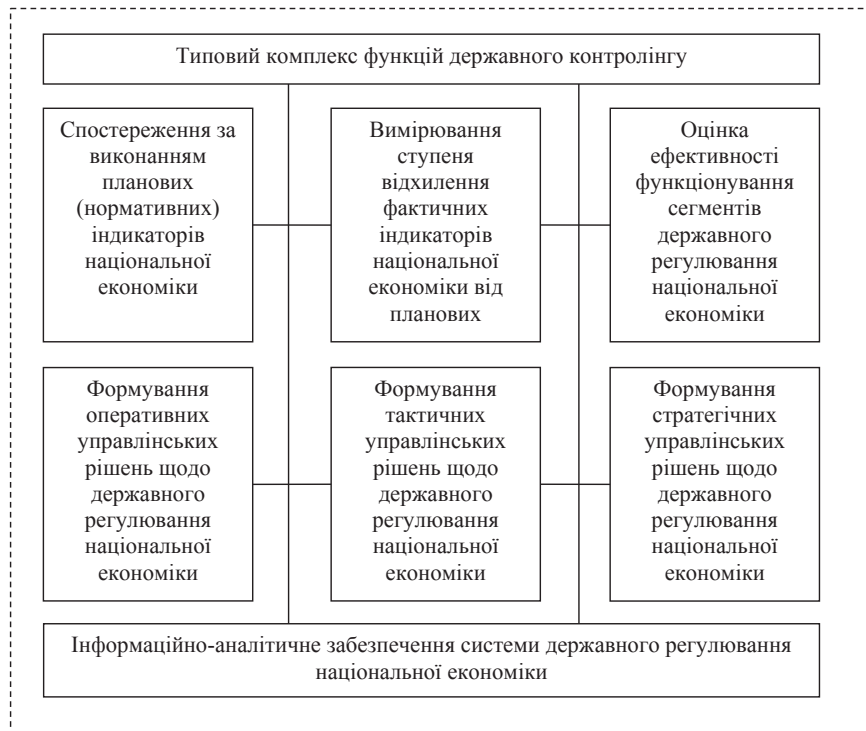 Типовий комплекс функцій державного контролінгу
Спостереження за
виконанням
планових
(нормативних)
індикаторів
національної
економіки
Вимірювання
ступеня
відхилення
фактичних
індикаторів
національної
економіки від
планових
Оцінка
ефективності
функціонування
сегментів
державного
регулювання
національної
економіки
Формування
оперативних
управлінських
рішень щодо
державного
регулювання
національної
економіки
Формування
тактичних
управлінських
рішень щодо
державного
регулювання
національної
економіки
Формування
стратегічних
управлінських
рішень щодо
державного
регулювання
національної
економіки
Інформаційно-аналітичне забезпечення системи державного регулювання
національної економіки